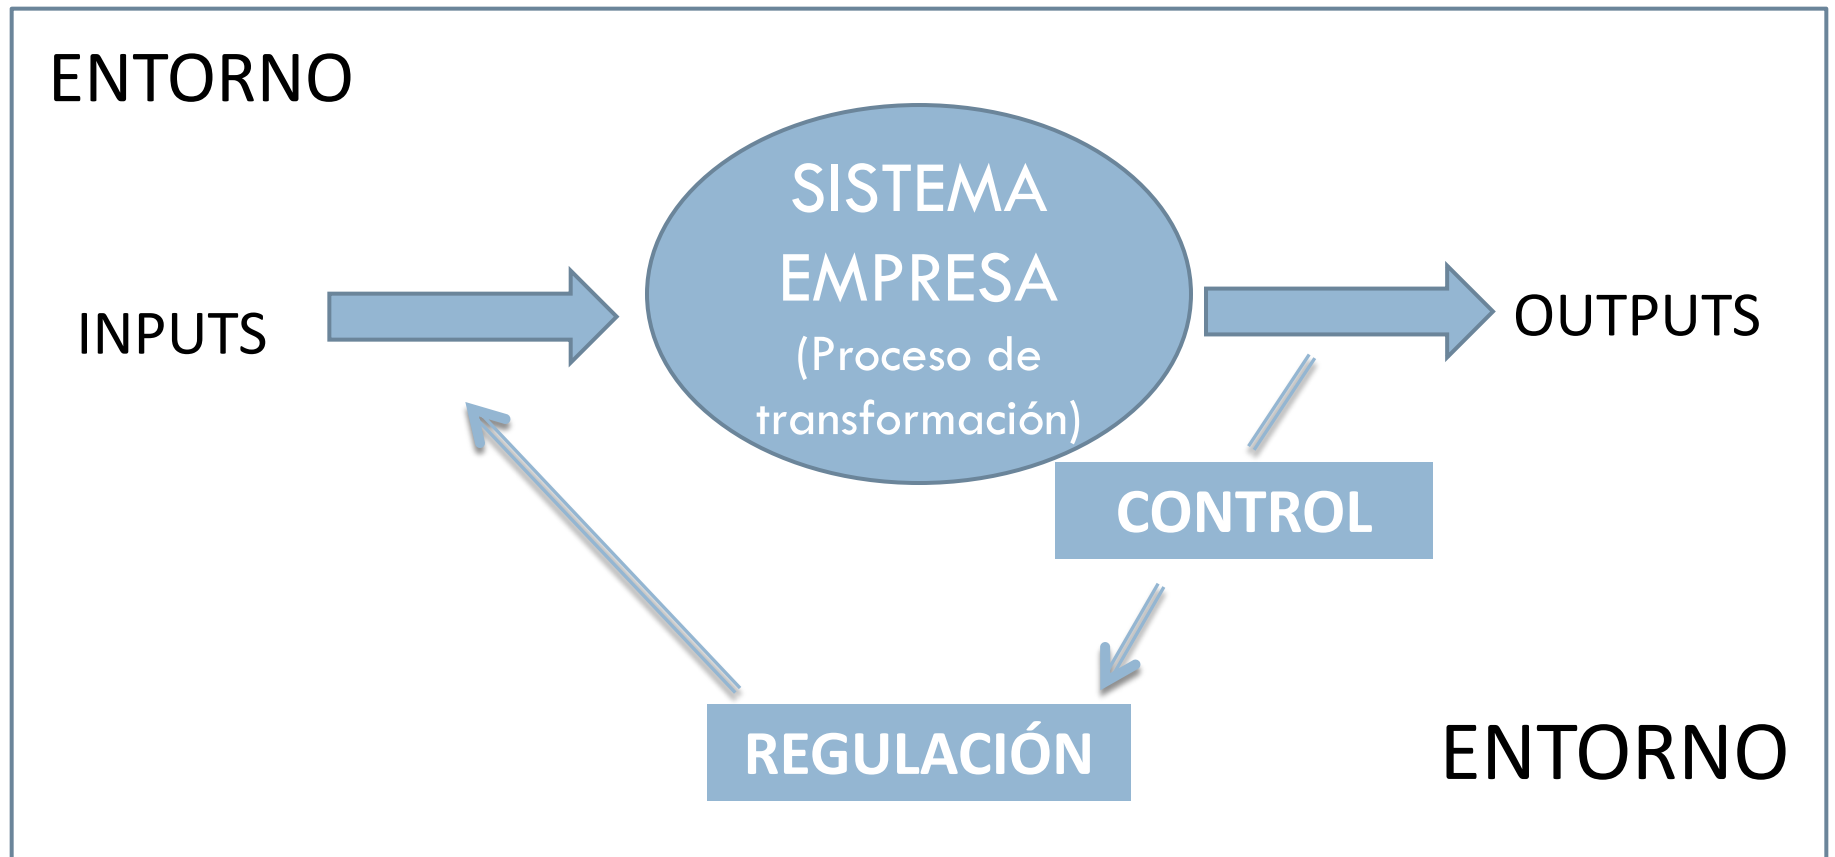 ENTORNO
SISTEMA
EMPRESA
(Proceso de
transformación)
INPUTS
OUTPUTS
CONTROL
REGULACIÓN
ENTORNO